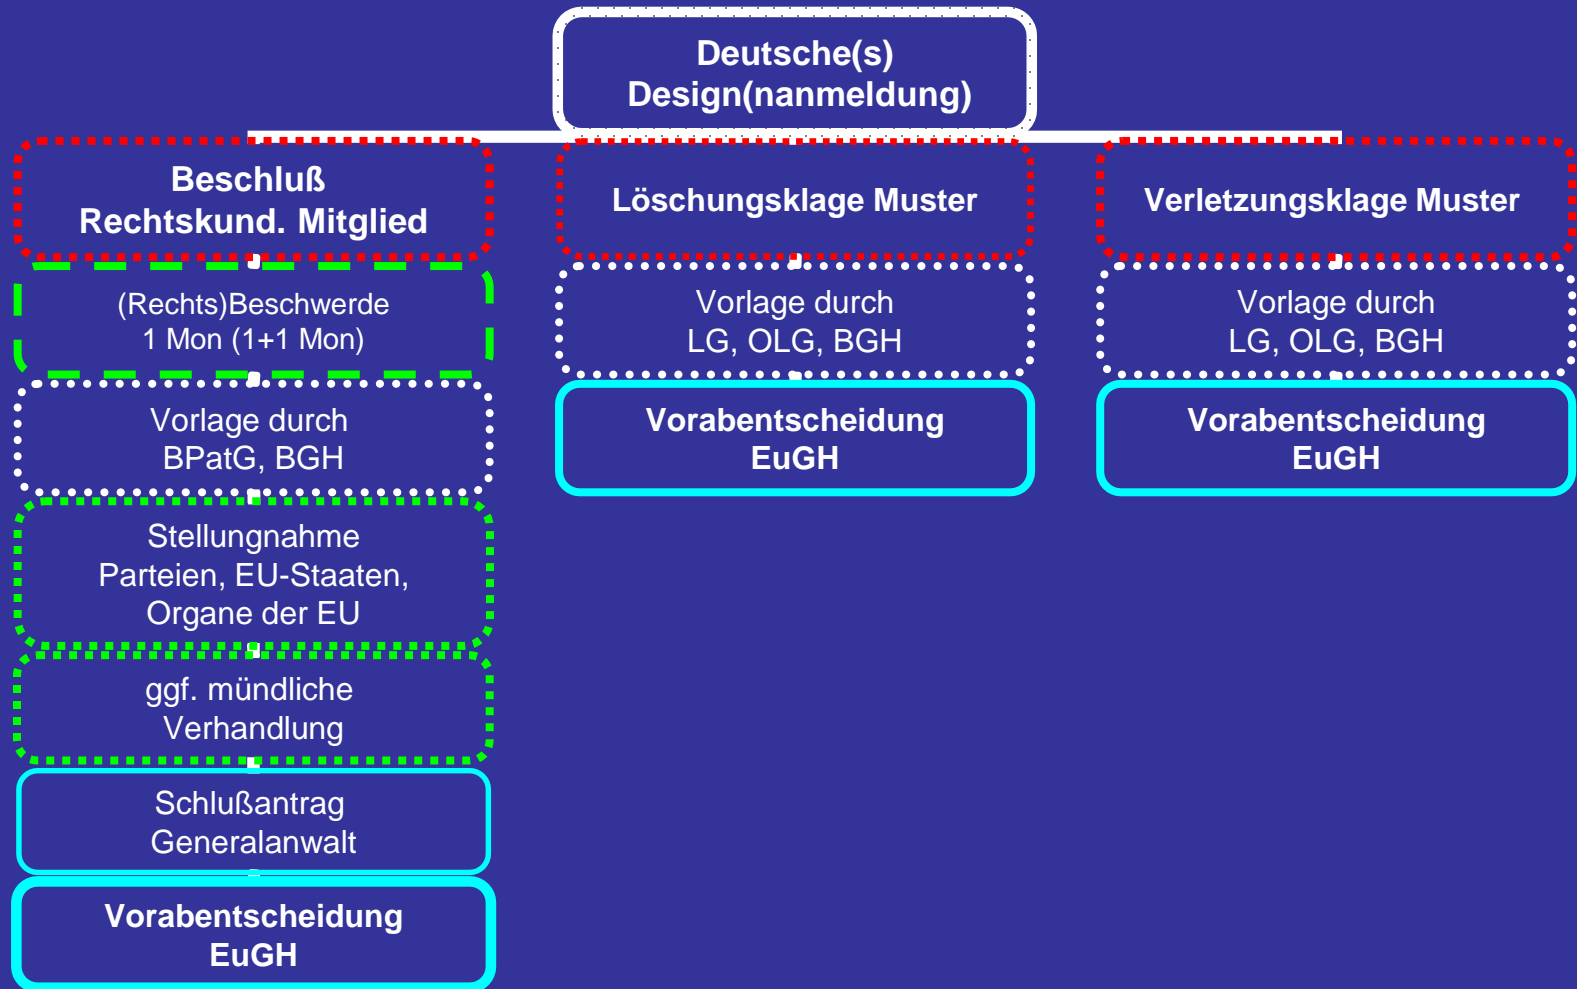 Deutsche(s)
Design(nanmeldung)
Beschluß
Rechtskund. Mitglied
(Rechts)Beschwerde
1 Mon (1+1 Mon)
Vorlage durch
BPatG, BGH
Stellungnahme
Parteien, EU-Staaten,
Organe der EU
ggf. mündliche
Verhandlung
Schlußantrag
Generalanwalt
Vorabentscheidung
EuGH
Löschungsklage Muster
Vorlage durch
LG, OLG, BGH
Vorabentscheidung
EuGH
Verletzungsklage Muster
Vorlage durch
LG, OLG, BGH
Vorabentscheidung
EuGH